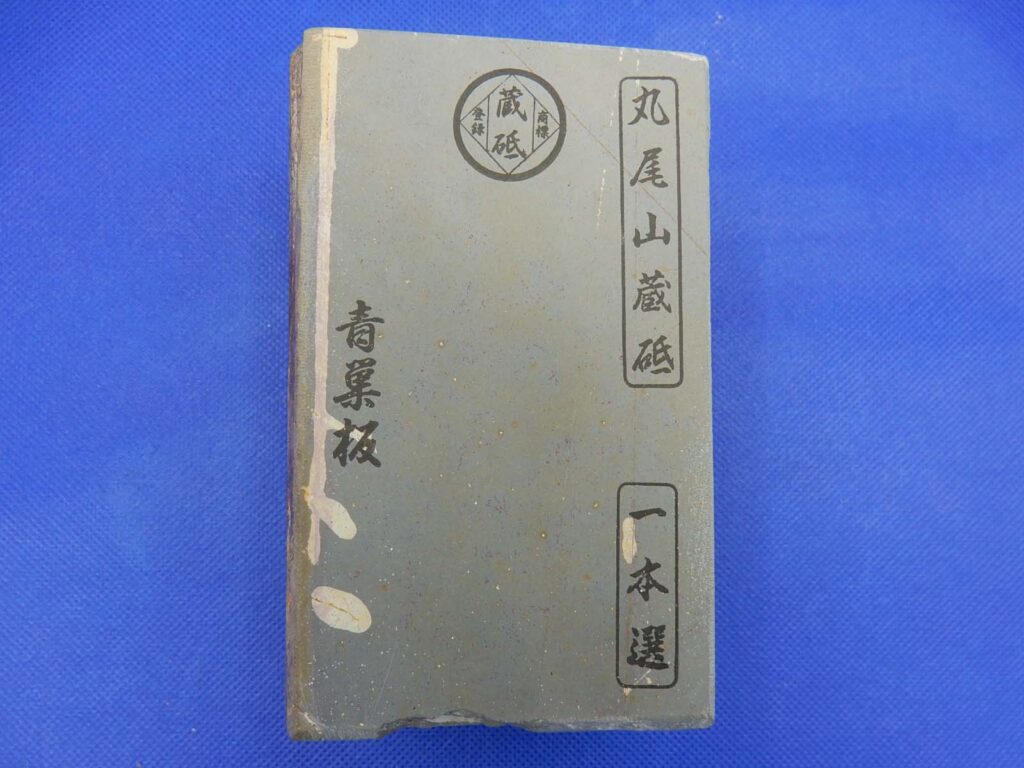 丸尾山蔵砥
一本選
商標
蔵砥
登録
青巣板